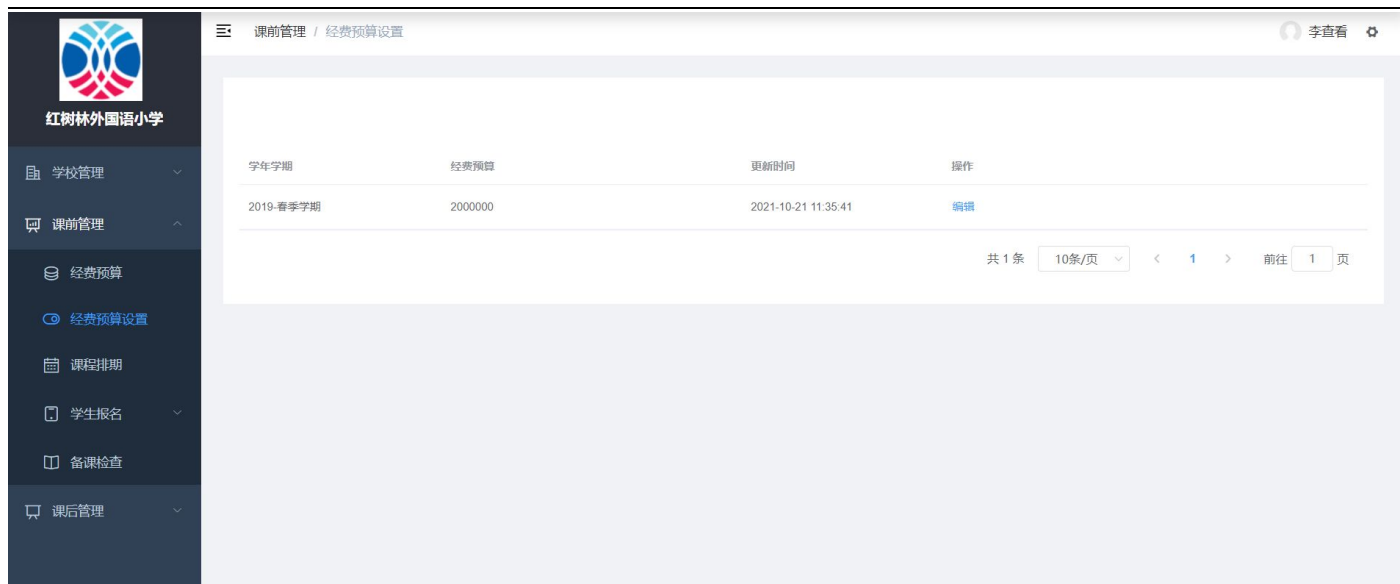 课前管理 / 经费预算设置
李查看
红树林外国语小学
学校管理
课前管理
经费预算
经费预算设置
课程排期
学生报名
备课检查
课后管理
学年学期 经费预算 更新时间 操作
2019-春季学期 2000000 2021-10-21 11:35:41 编辑
共 1 条 10条/页 < 1 > 前往 1 页